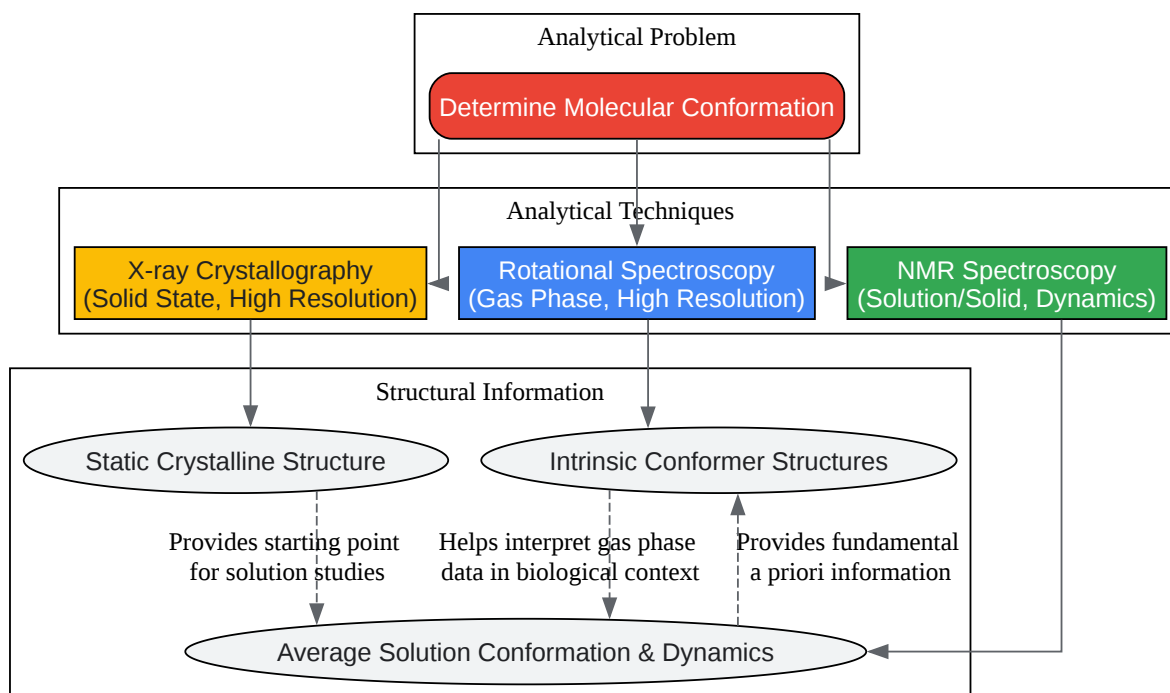 Analytical Problem
Determine Molecular Conformation
Analytical Techniques
X-ray Crystallography
(Solid State, High Resolution)
Rotational Spectroscopy
(Gas Phase, High Resolution)
NMR Spectroscopy
(Solution/Solid, Dynamics)
Structural Information
Static Crystalline Structure
Intrinsic Conformer Structures
Provides starting point
for solution studies
Helps interpret gas phase
data in biological context
Provides fundamental
a priori information
Average Solution Conformation & Dynamics